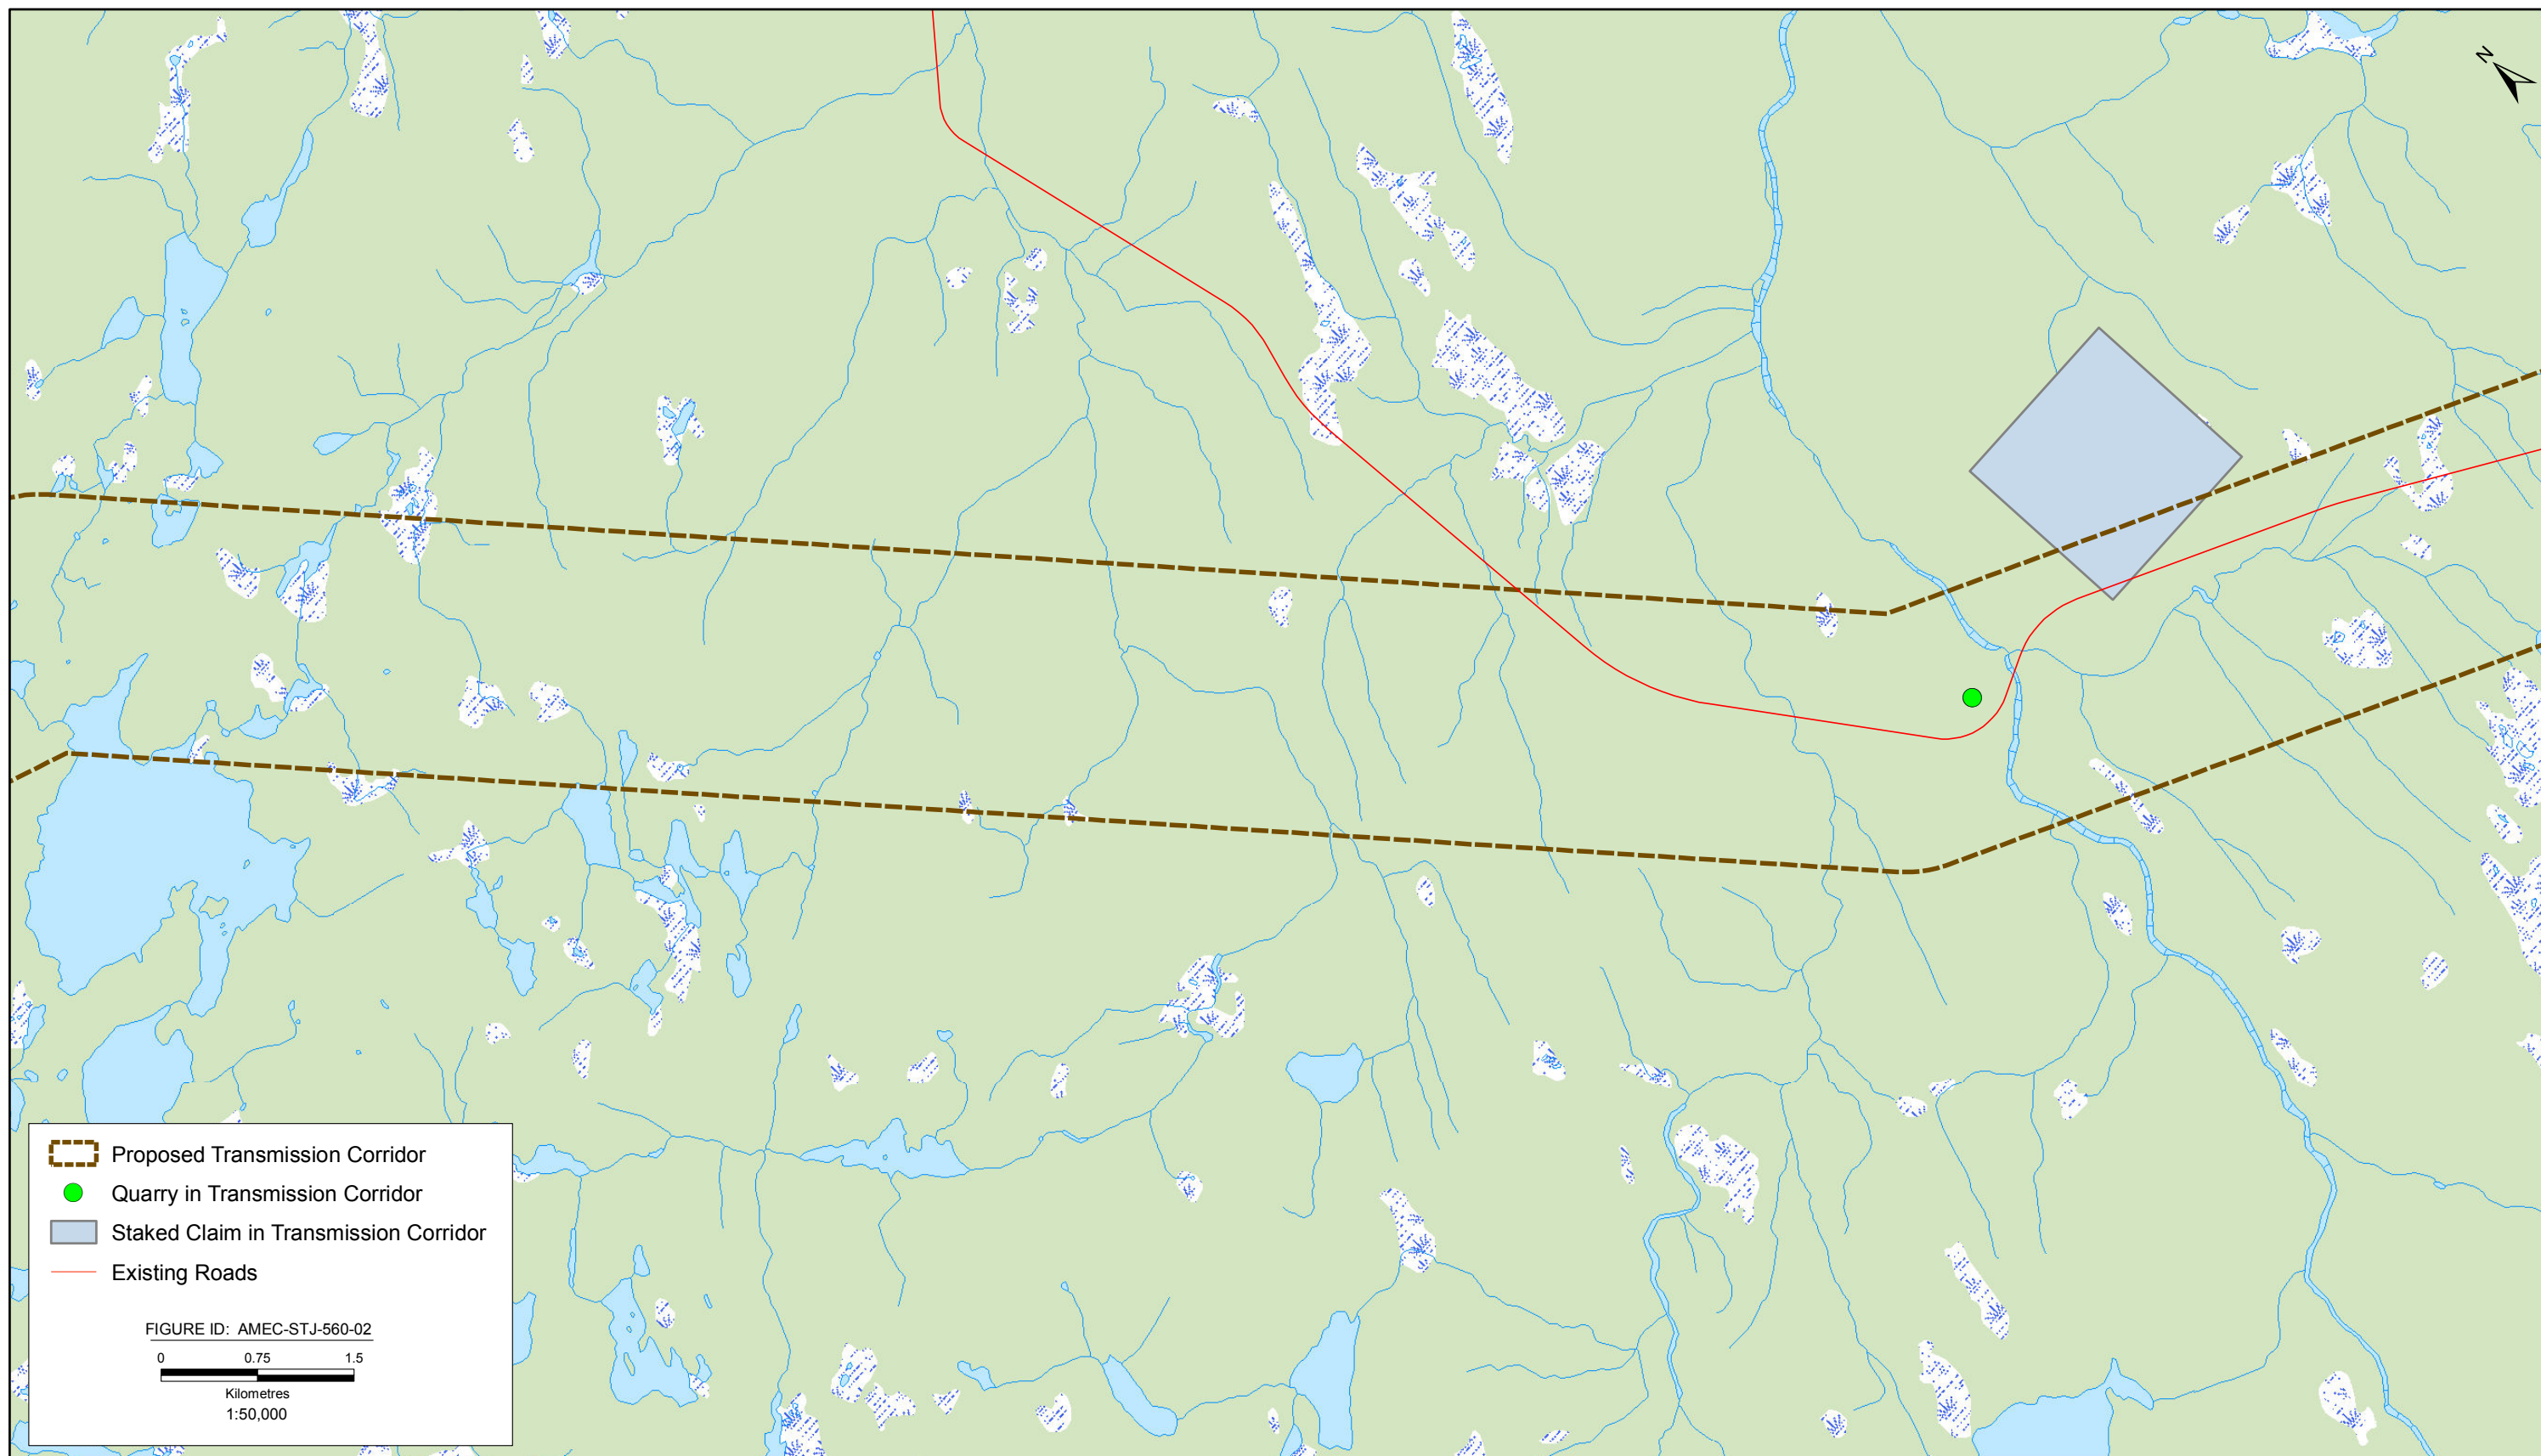 N
Proposed Transmission Corridor
Quarry in Transmission Corridor
Staked Claim in Transmission Corridor
Existing Roads
FIGURE ID: AMEC-STJ-560-02
0 0.75 1.5
Kilometres
1:50,000